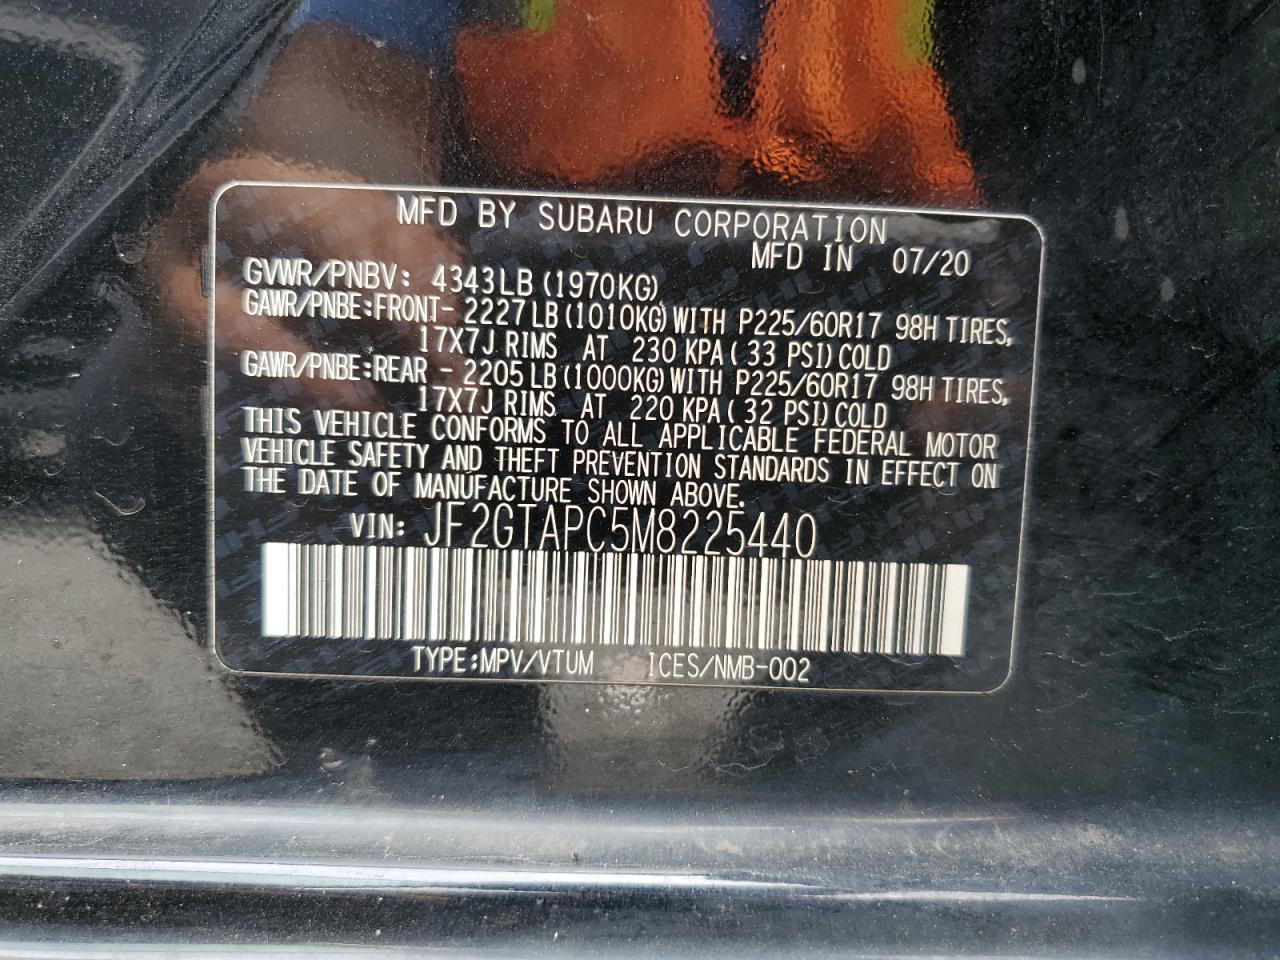 MFD BY SUBARU CORPORATION
MFD IN 07/20
GVWR/PNBV: 4343LB(1970KG)
GAWR/PNBE:FRONT- 2227LB(1010KG)WITH P225/60R17 98H TIRES,
17X7J RIMS AT 230 KPA(33 PSI)COLD
GAWR/PNBE:REAR - 2205LB(1000KG)WITH P225/60R17 98H TIRES,
17X7J RIMS AT 220 KPA(32 PSI)COLD
THIS VEHICLE CONFORMS TO ALL APPLICABLE FEDERAL MOTOR
VEHICLE SAFETY AND THEFT PREVENTION STANDARDS IN EFFECT ON
THE DATE OF MANUFACTURE SHOWN ABOVE.
VIN: JF2GTAPC5M8225440
TYPE:MPV/VTUM ICES/NMB-002